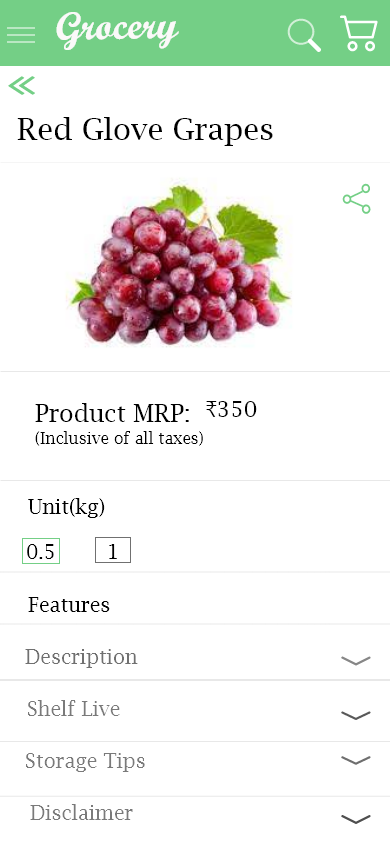 Grocery
Red Glove Grapes
Product MRP: ₹350
(Inclusive of all taxes)
Unit(kg)
0.5 1
Features
Description
Shelf Live
Storage Tips
Disclaimer